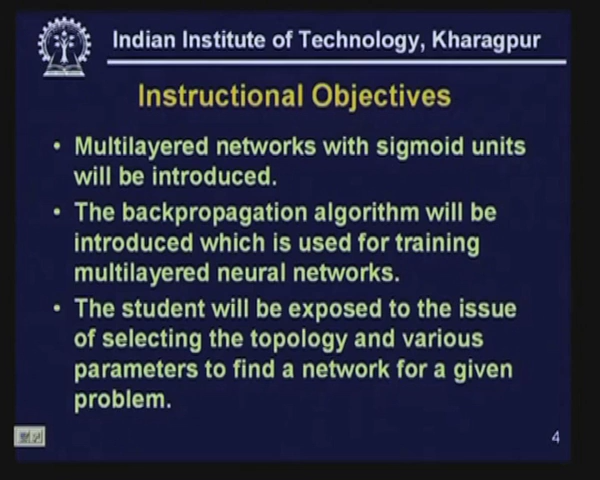 Indian Institute of Technology, Kharagpur
Instructional Objectives
• Multilayered networks with sigmoid units
will be introduced.
• The backpropagation algorithm will be
introduced which is used for training
multilayered neural networks.
• The student will be exposed to the issue
of selecting the topology and various
parameters to find a network for a given
problem.
4